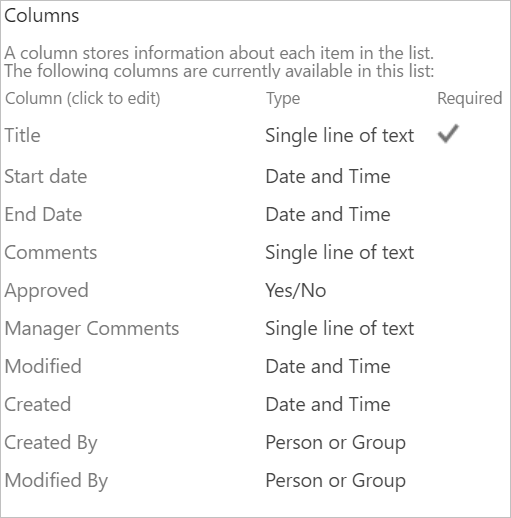 Columns
A column stores information about each item in the list.
The following columns are currently available in this list:
Column (click to edit) Type Required
Title Single line of text
Start date Date and Time
End Date Date and Time
Comments Single line of text
Approved Yes/No
Manager Comments Single line of text
Modified Date and Time
Created Date and Time
Created By Person or Group
Modified By Person or Group